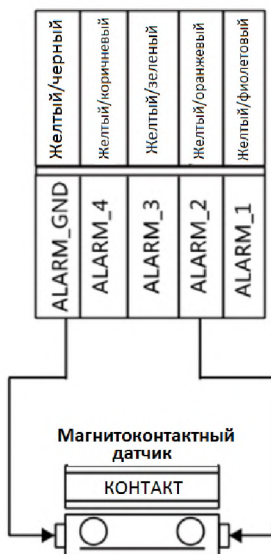 Желтый/черный
Желтый/коричневый
Желтый/зеленый
Желтый/оранжевый
Желтый/фиолетовый
ALARM_GND
ALARM_4
ALARM_3
ALARM_2
ALARM_1
Магнитоконтактный
датчик
КОНТАКТ